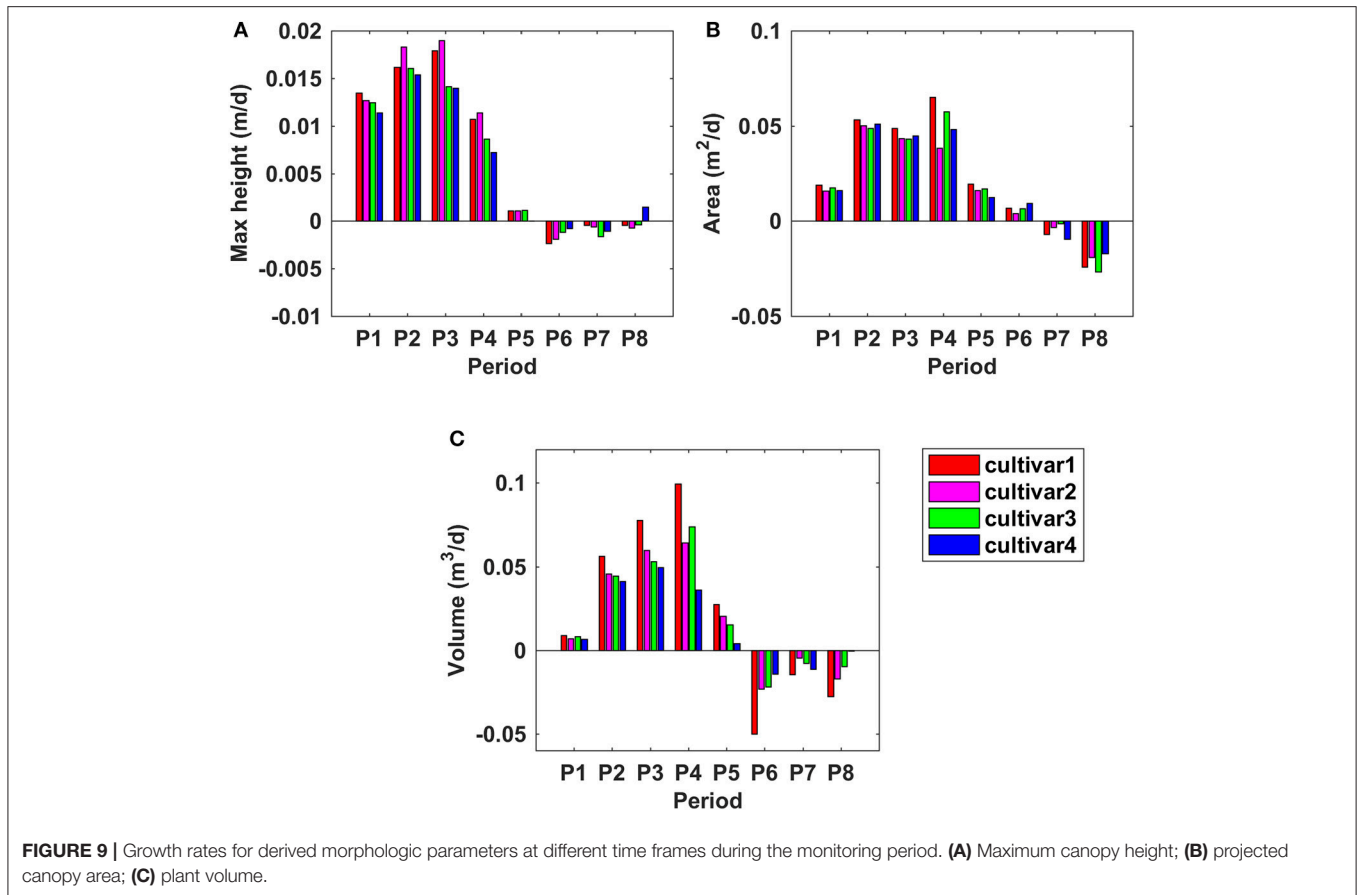 A
0.02
0.015
0.01
0.005
0
-0.005
-0.01
Max height (m/d)
P1 P2 P3 P4 P5 P6 P7 P8
Period
B
0.1
0.05
0
-0.05
Area (m²/d)
P1 P2 P3 P4 P5 P6 P7 P8
Period
C
0.1
0.05
0
-0.05
Volume (m³/d)
P1 P2 P3 P4 P5 P6 P7 P8
Period
cultivar1
cultivar2
cultivar3
cultivar4
FIGURE 9 | Growth rates for derived morphologic parameters at different time frames during the monitoring period. (A) Maximum canopy height; (B) projected
canopy area; (C) plant volume.